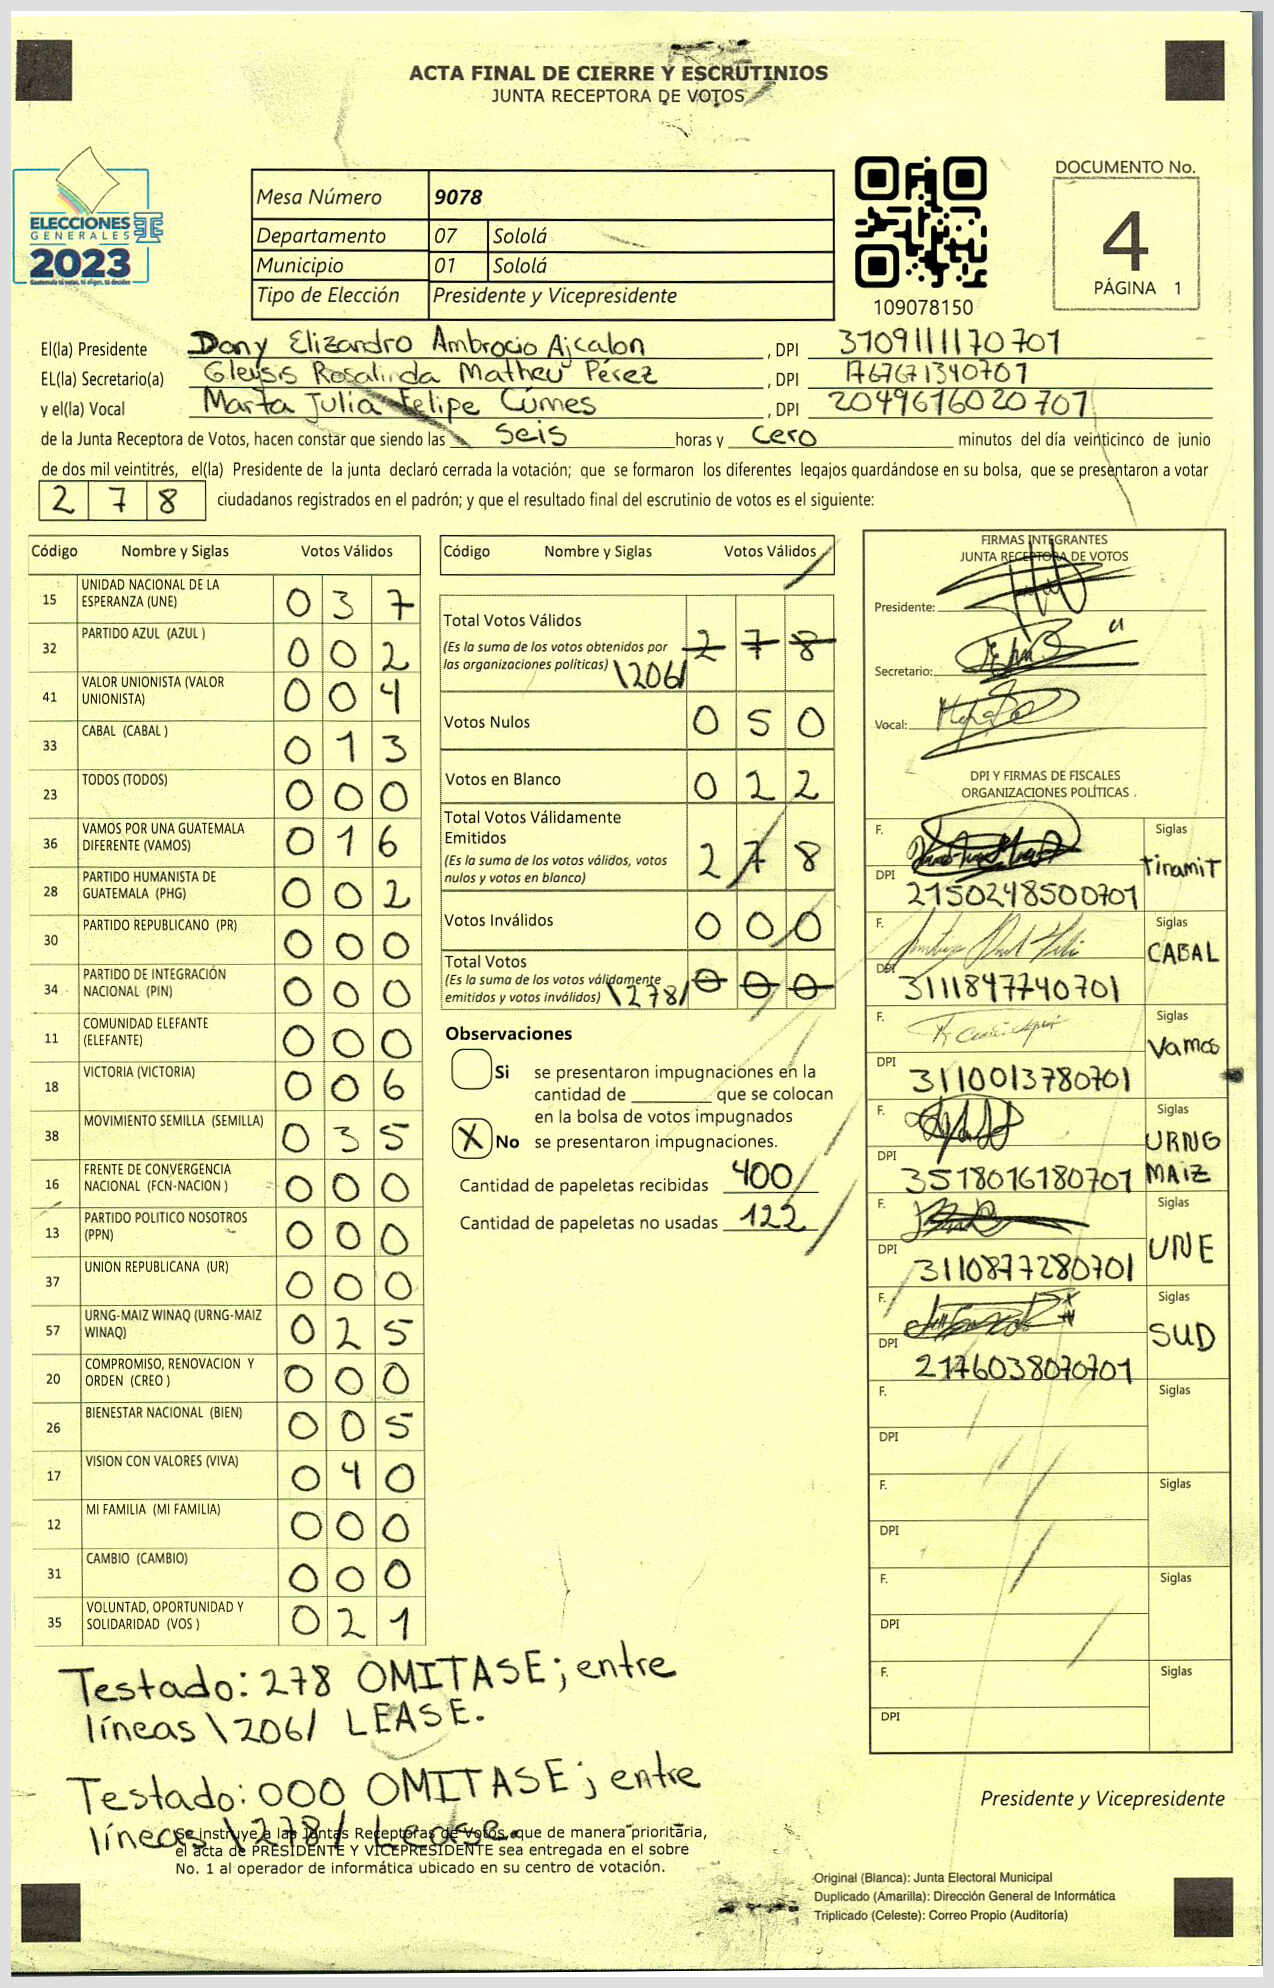 ACTA FINAL DE CIERRE Y ESCRUTINIOS
JUNTA RECEPTORA DE VOTOS
ELECCIONES
GENERALES
2023
Guatemala tú votas, tú eliges, tú decides
Mesa Número 9078
Departamento 07 Sololá
Municipio 01 Sololá
Tipo de Elección Presidente y Vicepresidente
109078150
DOCUMENTO No.
4
PÁGINA 1
El(la) Presidente Dany Elizandro Ambrocio Ajcalon, DPI 3109111170701
EL(la) Secretario(a) Gleysis Rosalinda Matheu Pérez, DPI 1767671340701
y el(la) Vocal Marta Julia Felipe Cúmes, DPI 2049616020701
de la Junta Receptora de Votos, hacen constar que siendo las seis horas y cero minutos del día veinticinco de junio
de dos mil veintitrés, el(la) Presidente de la junta declaró cerrada la votación; que se formaron los diferentes legajos quardándose en su bolsa, que se presentaron a votar
278 ciudadanos registrados en el padrón; y que el resultado final del escrutinio de votos es el siguiente:
Código Nombre y Siglas Votos Válidos
15 UNIDAD NACIONAL DE LA ESPERANZA (UNE) 0 3 7
32 PARTIDO AZUL (AZUL ) 0 0 2
41 VALOR UNIONISTA (VALOR UNIONISTA) 0 0 4
33 CABAL (CABAL ) 0 1 3
23 TODOS (TODOS) 0 0 0
36 VAMOS POR UNA GUATEMALA DIFERENTE (VAMOS) 0 1 6
28 PARTIDO HUMANISTA DE GUATEMALA (PHG) 0 0 2
30 PARTIDO REPUBLICANO (PR) 0 0 0
34 PARTIDO DE INTEGRACIÓN NACIONAL (PIN) 0 0 0
11 COMUNIDAD ELEFANTE (ELEFANTE) 0 0 0
18 VICTORIA (VICTORIA) 0 0 6
38 MOVIMIENTO SEMILLA (SEMILLA) 0 3 5
16 FRENTE DE CONVERGENCIA NACIONAL (FCN-NACION ) 0 0 0
13 PARTIDO POLITICO NOSOTROS (PPN) 0 0 0
37 UNION REPUBLICANA (UR) 0 0 0
57 URNG-MAIZ WINAQ (URNG-MAIZ WINAQ) 0 2 5
20 COMPROMISO, RENOVACION Y ORDEN (CREO ) 0 0 0
26 BIENESTAR NACIONAL (BIEN) 0 0 5
17 VISION CON VALORES (VIVA) 0 4 0
12 MI FAMILIA (MI FAMILIA) 0 0 0
31 CAMBIO (CAMBIO) 0 0 0
35 VOLUNTAD, OPORTUNIDAD Y SOLIDARIDAD (VOS ) 0 2 1
Código Nombre y Siglas Votos Válidos
Total Votos Válidos 2 7 8
(Es la suma de los votos obtenidos por
las organizaciones políticas) \206/
Votos Nulos 0 5 0
Votos en Blanco 0 2 2
Total Votos Válidamente
Emitidos
(Es la suma de los votos válidos, votos
nulos y votos en blanco) 2 7 8
Votos Inválidos 0 0 0
Total Votos
(Es la suma de los votos válidamente
emitidos y votos inválidos) \278/ 0 0 0
Observaciones
Si se presentaron impugnaciones en la
cantidad de ________ que se colocan
en la bolsa de votos impugnados
X No se presentaron impugnaciones.
Cantidad de papeletas recibidas 400
Cantidad de papeletas no usadas 122
FIRMAS INTEGRANTES
JUNTA RECEPTORA DE VOTOS
Presidente:
Secretario:
Vocal:
DPI Y FIRMAS DE FISCALES
ORGANIZACIONES POLÍTICAS .
F. Siglas
DPI 2150248500701 tiramit
F. Siglas
DPI 3111847740701 CABAL
F. Siglas
DPI 3110013780701 Vamos
F. Siglas
DPI 3518016180701 URNG MAIZ
F. Siglas
DPI 3110877280701 UNE
F. Siglas
DPI 2176038070701 SUD
F. Siglas
DPI
F. Siglas
DPI
F. Siglas
DPI
F. Siglas
DPI
Testado: 278 OMITASE; entre
líneas \206/ LEASE.
Testado: 000 OMITASE; entre
líneas \278/ Lease.
Se instruye a las Juntas Receptoras de Votos, que de manera prioritaria,
el acta de PRESIDENTE Y VICEPRESIDENTE sea entregada en el sobre
No. 1 al operador de informática ubicado en su centro de votación.
Presidente y Vicepresidente
Original (Blanca): Junta Electoral Municipal
Duplicado (Amarilla): Dirección General de Informática
Triplicado (Celeste): Correo Propio (Auditoría)